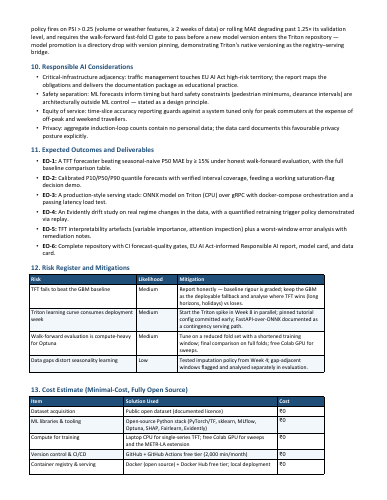 policy fires on PSI > 0.25 (volume or weather features, ≥ 2 weeks of data) or rolling MAE degrading past 1.25× its validation
level, and requires the walk-forward fast-fold CI gate to pass before a new model version enters the Triton repository —
model promotion is a directory drop with version pinning, demonstrating Triton's native versioning as the registry-serving
bridge.
10. Responsible AI Considerations
• Critical-infrastructure adjacency: traffic management touches EU AI Act high-risk territory; the report maps the
obligations and delivers the documentation package as educational practice.
• Safety separation: ML forecasts inform timing but hard safety constraints (pedestrian minimums, clearance intervals) are
architecturally outside ML control — stated as a design principle.
• Equity of service: time-slice accuracy reporting guards against a system tuned only for peak commuters at the expense of
off-peak and weekend travellers.
• Privacy: aggregate induction-loop counts contain no personal data; the data card documents this favourable privacy
posture explicitly.
11. Expected Outcomes and Deliverables
• EO-1: A TFT forecaster beating seasonal-naive P50 MAE by ≥ 15% under honest walk-forward evaluation, with the full
baseline comparison table.
• EO-2: Calibrated P10/P50/P90 quantile forecasts with verified interval coverage, feeding a working saturation-flag
decision demo.
• EO-3: A production-style serving stack: ONNX model on Triton (CPU) over gRPC with docker-compose orchestration and a
passing latency load test.
• EO-4: An Evidently drift study on real regime changes in the data, with a quantified retraining trigger policy demonstrated
via replay.
• EO-5: TFT interpretability artefacts (variable importance, attention inspection) plus a worst-window error analysis with
remediation notes.
• EO-6: Complete repository with CI forecast-quality gates, EU AI Act-informed Responsible AI report, model card, and data
card.
12. Risk Register and Mitigations
Risk Likelihood Mitigation
TFT fails to beat the GBM baseline Medium Report honestly — baseline rigour is graded; keep the GBM
as the deployable fallback and analyse where TFT wins (long
horizons, holidays) vs loses.
Triton learning curve consumes deployment Medium Start the Triton spike in Week 8 in parallel; pinned tutorial
week config committed early; FastAPI-over-ONNX documented as
a contingency serving path.
Walk-forward evaluation is compute-heavy Medium Tune on a reduced fold set with a shortened training
for Optuna window; final comparison on full folds; free Colab GPU for
sweeps.
Data gaps distort seasonality learning Low Tested imputation policy from Week 4; gap-adjacent
windows flagged and analysed separately in evaluation.
13. Cost Estimate (Minimal-Cost, Fully Open Source)
Item Solution Used Cost
Dataset acquisition Public open dataset (documented licence) ₹0
ML libraries & tooling Open-source Python stack (PyTorch/TF, sklearn, MLflow, ₹0
Optuna, SHAP, Fairlearn, Evidently)
Compute for training Laptop CPU for single-series TFT; free Colab GPU for sweeps ₹0
and the METR-LA extension
Version control & CI/CD GitHub + GitHub Actions free tier (2,000 min/month) ₹0
Container registry & serving Docker (open source) + Docker Hub free tier; local deployment ₹0